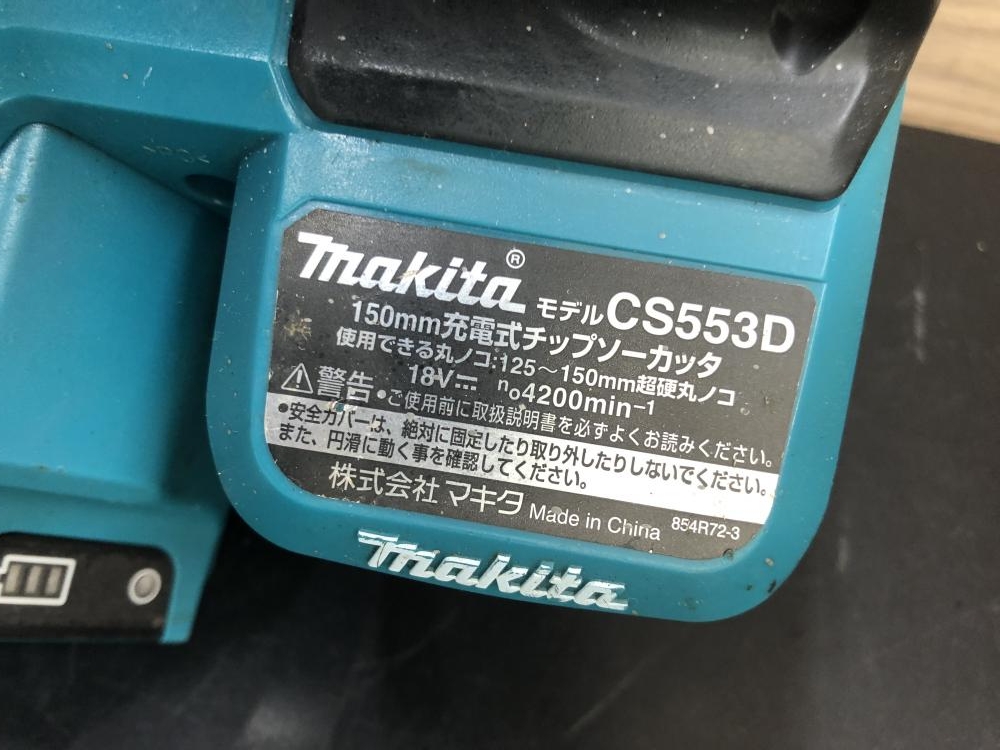 makita®
モデル CS553D
150mm充電式チップソーカッタ
使用できる丸ノコ:125～150mm超硬丸ノコ
18V⎓ n₀4200min⁻¹
⚠警告 •ご使用前に取扱説明書を必ずよくお読みください。
•安全カバーは、絶対に固定したり取り外したりしないでください。
また、円滑に動く事を確認してください。
株式会社 マキタ Made in China 854R72-3
makita